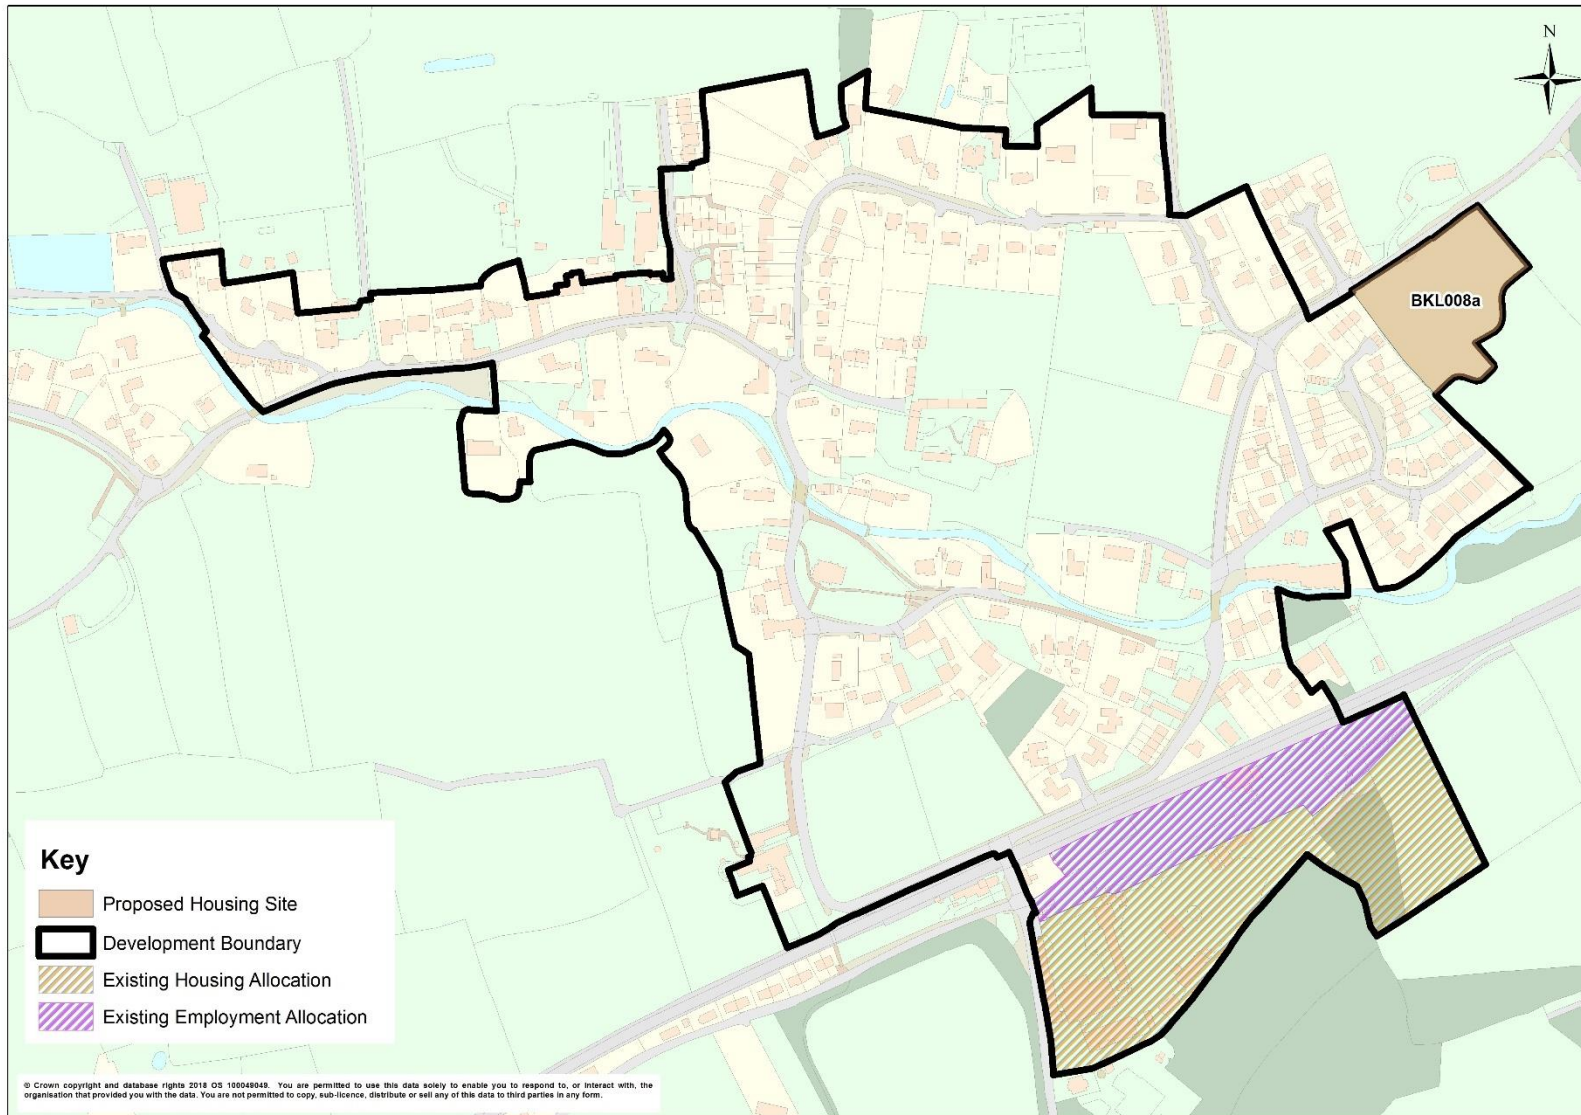 N
BKL008a
Key
Proposed Housing Site
Development Boundary
Existing Housing Allocation
Existing Employment Allocation
© Crown copyright and database rights 2018 OS 100049049. You are permitted to use this data solely to enable you to respond to, or interact with, the
organisation that provided you with the data. You are not permitted to copy, sub-licence, distribute or sell any of this data to third parties in any form.